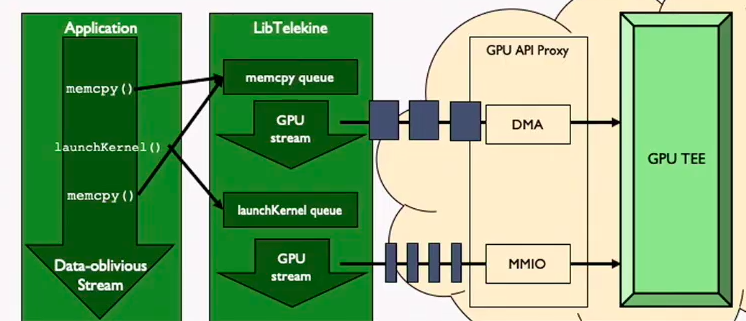 Application
memcpy()
launchKernel()
memcpy()
Data-oblivious
Stream
LibTelekine
memcpy queue
GPU
stream
launchKernel queue
GPU
stream
GPU API Proxy
DMA
MMIO
GPU TEE